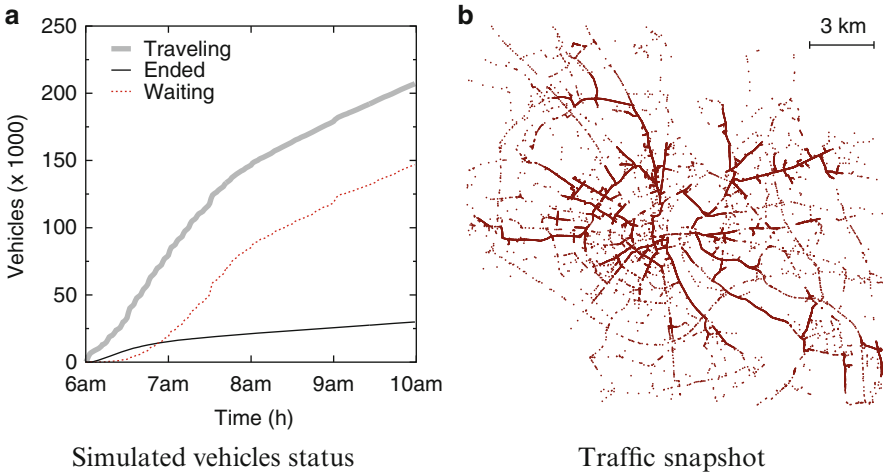 a
250
200
150
100
50
0
Vehicles (x 1000)
Traveling
Ended
Waiting
6am 7am 8am 9am 10am
Time (h)
Simulated vehicles status
b
3 km
Traffic snapshot